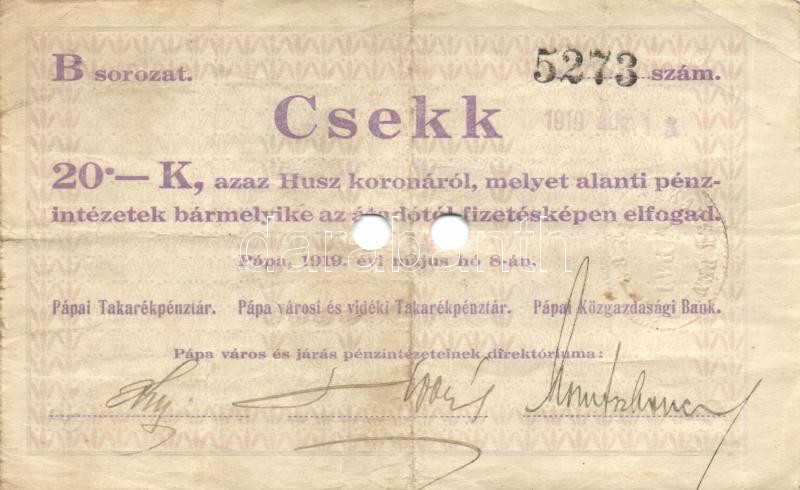 B sorozat. 5273 szám.
Csekk
1919 aug. 13
20·— K, azaz Husz koronáról, melyet alanti pénz-
intézetek bármelyike az átadótól fizetésképen elfogad.
darabanth
Pápa, 1919. évi május hó 8-án.
Pápai Takarékpénztár. Pápa városi és vidéki Takarékpénztár. Pápai Közgazdasági Bank.
Pápa város és járás pénzintézeteinek direktóriuma: